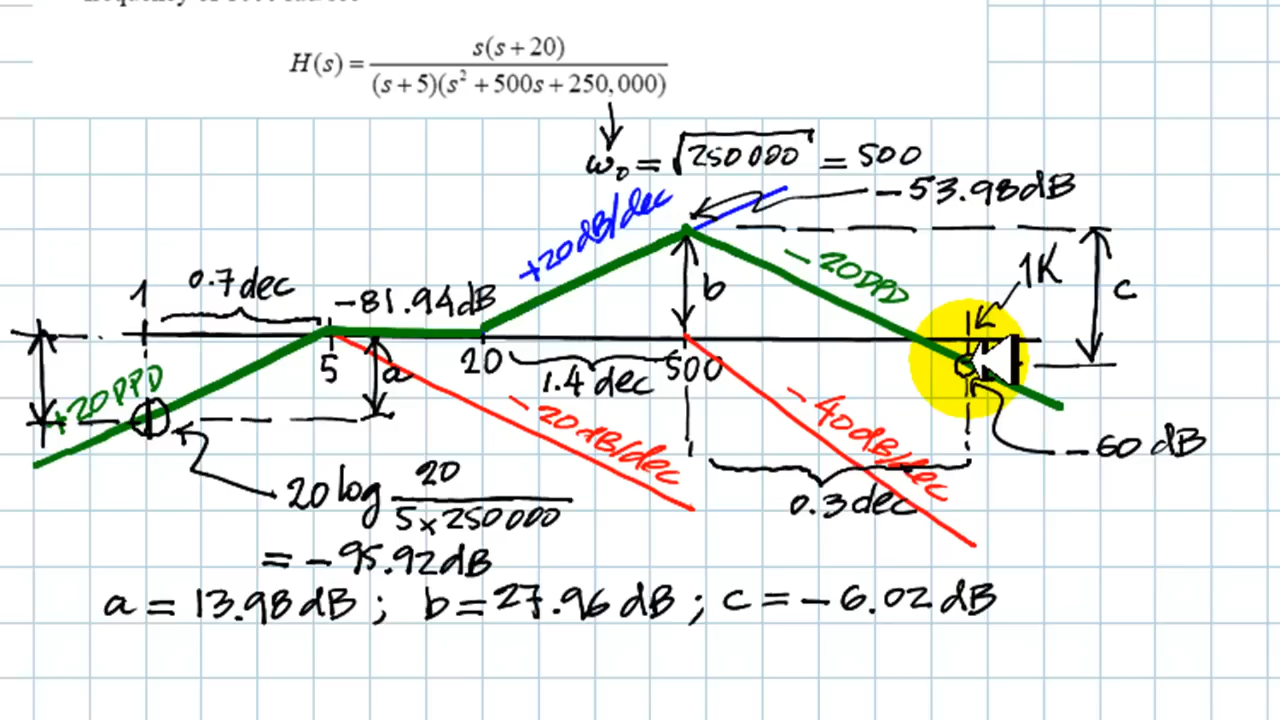 H(s) = s(s+20) / (s+5)(s² + 500s + 250,000)
ω₀ = √250000 = 500
-53.98dB
+20dB/dec
-20DPD
1K
c
1
0.7dec
-81.94dB
b
+20DPD
5
a
20
1.4dec
500
-20dB/dec
-40dB/dec
-60dB
0.3dec
20 log 20 / 5×250000
= -95.92dB
a = 13.98dB ; b=27.96dB ; c = -6.02dB